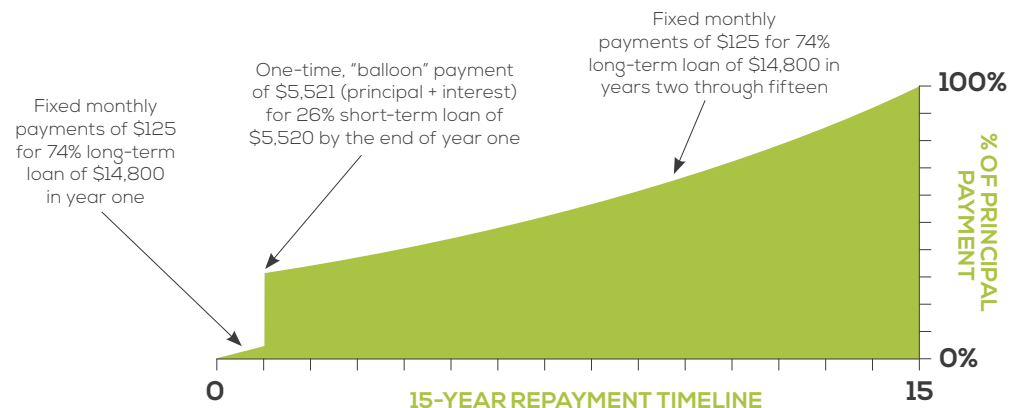 Fixed monthly
payments of $125
for 74% long-term
loan of $14,800
in year one
One-time, “balloon” payment
of $5,521 (principal + interest)
for 26% short-term loan of
$5,520 by the end of year one
Fixed monthly
payments of $125 for 74%
long-term loan of $14,800 in
years two through fifteen
100%
% OF PRINCIPAL
PAYMENT
0%
0
15-YEAR REPAYMENT TIMELINE
15